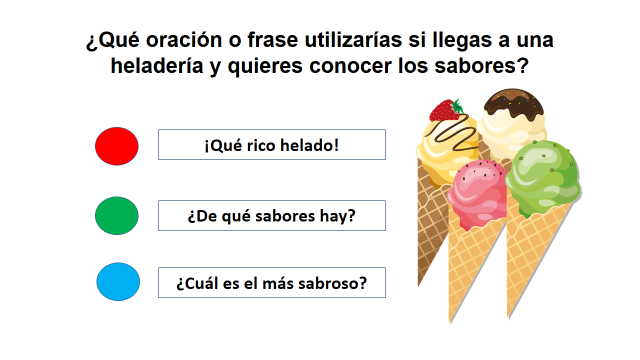 ¿Qué oración o frase utilizarías si llegas a una
heladería y quieres conocer los sabores?
¡Qué rico helado!
¿De qué sabores hay?
¿Cuál es el más sabroso?